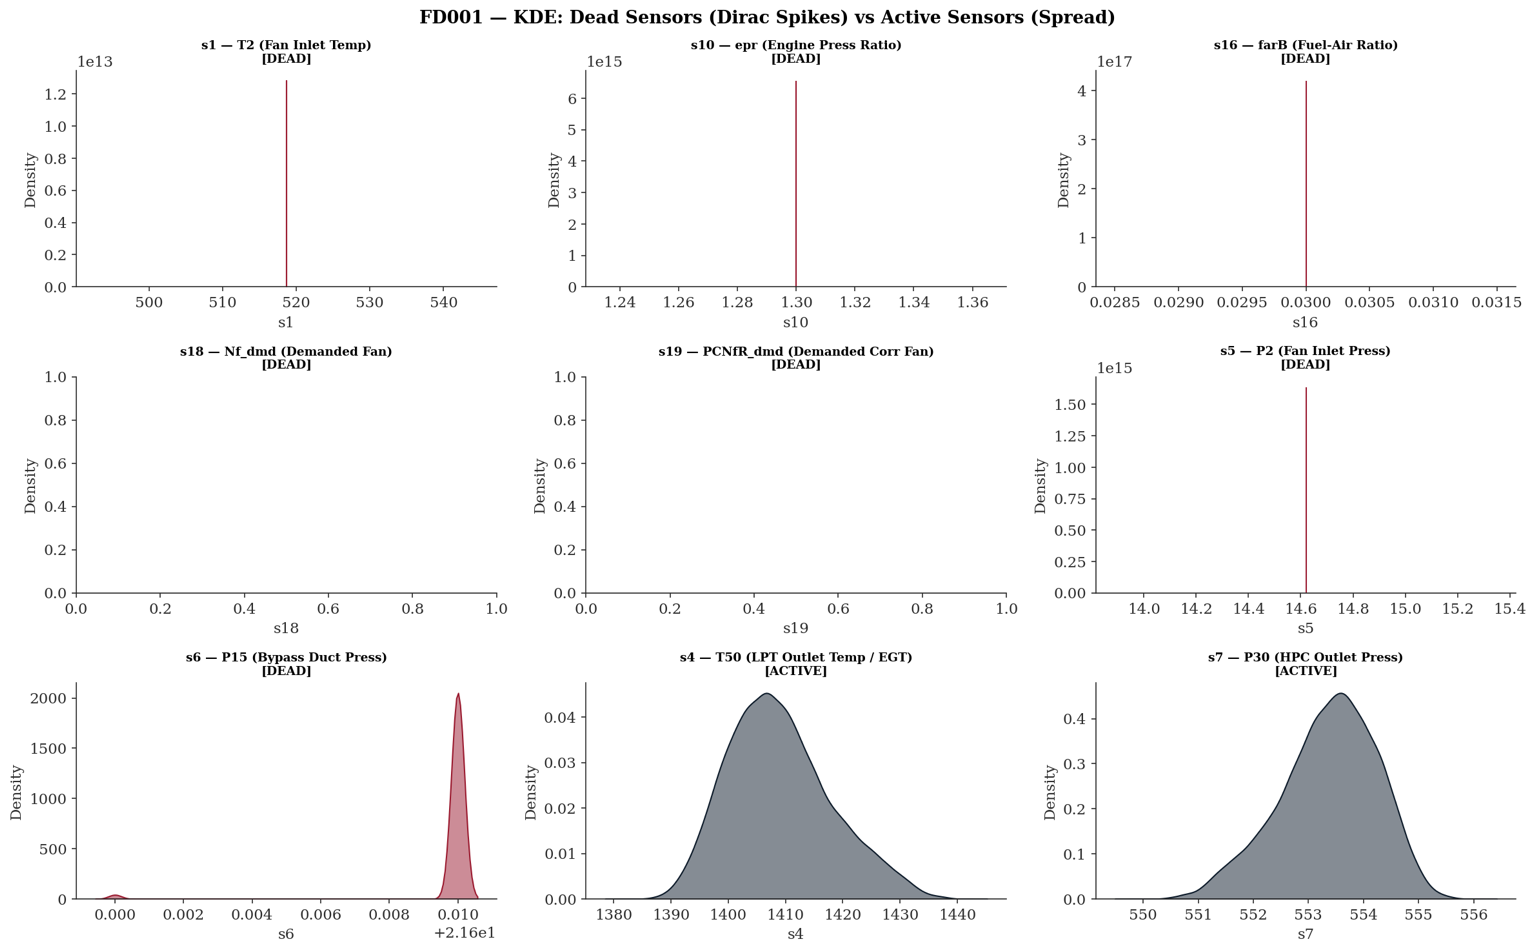 FD001 — KDE: Dead Sensors (Dirac Spikes) vs Active Sensors (Spread)
s1 — T2 (Fan Inlet Temp)
[DEAD]
1e13
1.2
1.0
0.8
0.6
0.4
0.2
0.0
Density
500 510 520 530 540
s1
s10 — epr (Engine Press Ratio)
[DEAD]
1e15
6
5
4
3
2
1
0
Density
1.24 1.26 1.28 1.30 1.32 1.34 1.36
s10
s16 — farB (Fuel-Air Ratio)
[DEAD]
1e17
4
3
2
1
0
Density
0.0285 0.0290 0.0295 0.0300 0.0305 0.0310 0.0315
s16
s18 — Nf_dmd (Demanded Fan)
[DEAD]
1.0
0.8
0.6
0.4
0.2
0.0
Density
0.0 0.2 0.4 0.6 0.8 1.0
s18
s19 — PCNfR_dmd (Demanded Corr Fan)
[DEAD]
1.0
0.8
0.6
0.4
0.2
0.0
Density
0.0 0.2 0.4 0.6 0.8 1.0
s19
s5 — P2 (Fan Inlet Press)
[DEAD]
1e15
1.50
1.25
1.00
0.75
0.50
0.25
0.00
Density
14.0 14.2 14.4 14.6 14.8 15.0 15.2 15.4
s5
s6 — P15 (Bypass Duct Press)
[DEAD]
2000
1500
1000
500
0
Density
0.000 0.002 0.004 0.006 0.008 0.010
+2.16e1
s6
s4 — T50 (LPT Outlet Temp / EGT)
[ACTIVE]
0.04
0.03
0.02
0.01
0.00
Density
1380 1390 1400 1410 1420 1430 1440
s4
s7 — P30 (HPC Outlet Press)
[ACTIVE]
0.4
0.3
0.2
0.1
0.0
Density
550 551 552 553 554 555 556
s7